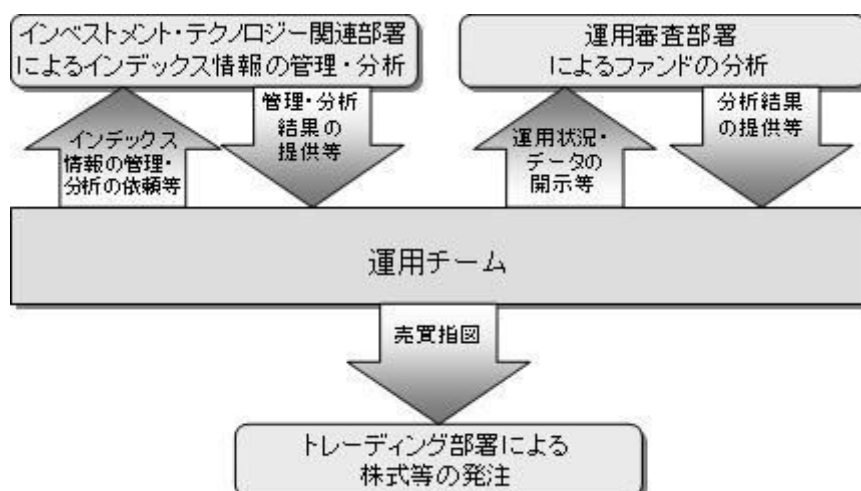 インベストメント・テクノロジー関連部署
によるインデックス情報の管理・分析
運用審査部署
によるファンドの分析
インデックス
情報の管理・
分析の依頼等
管理・分析
結果の
提供等
運用状況・
データの
開示等
分析結果
の提供等
運用チーム
売買指図
トレーディング部署による
株式等の発注